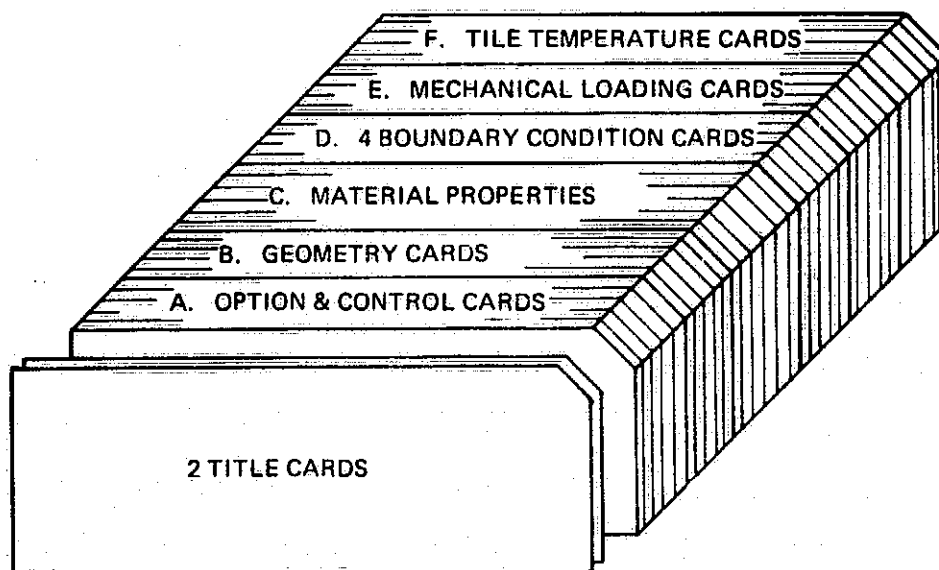 F. TILE TEMPERATURE CARDS
E. MECHANICAL LOADING CARDS
D. 4 BOUNDARY CONDITION CARDS
C. MATERIAL PROPERTIES
B. GEOMETRY CARDS
A. OPTION & CONTROL CARDS
2 TITLE CARDS